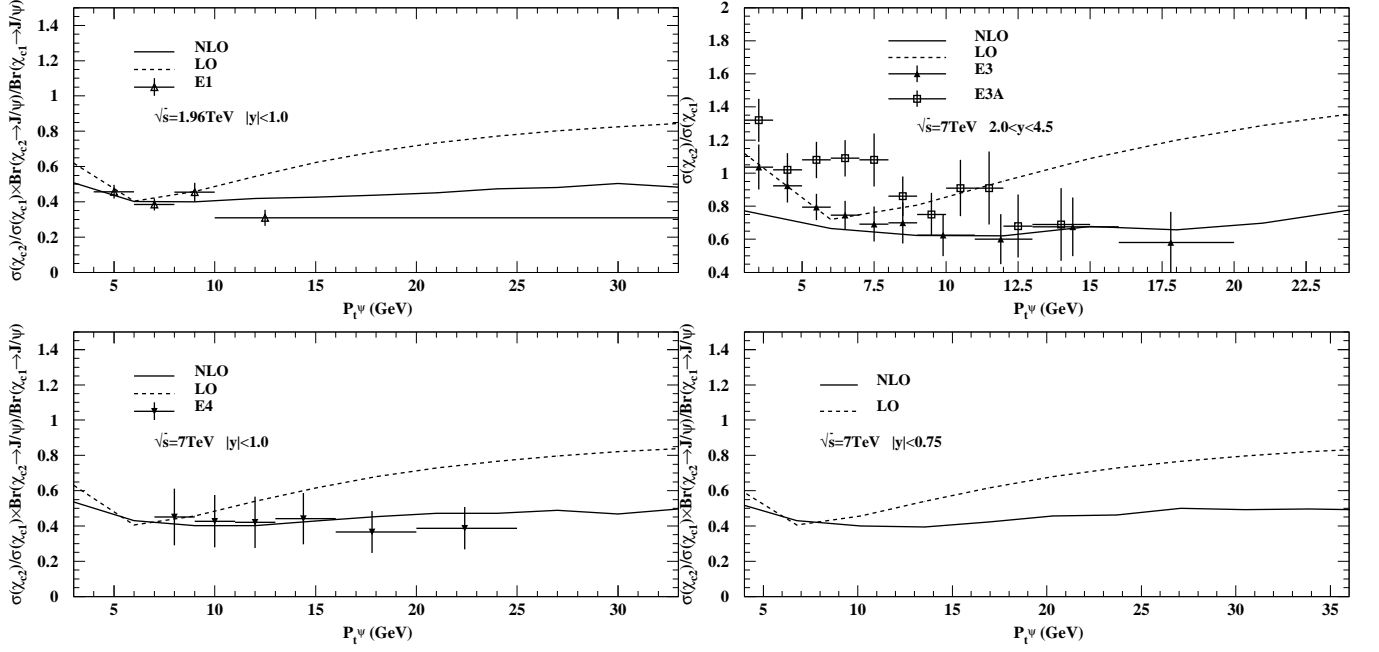 σ(χc2)/σ(χc1)×Br(χc2→J/ψ)/Br(χc1→J/ψ)
1.4
1.2
1
0.8
0.6
0.4
0.2
0
NLO
LO
E1
√s=1.96TeV |y|<1.0
5 10 15 20 25 30
Ptψ (GeV)
σ(χc2)/σ(χc1)
2
1.8
1.6
1.4
1.2
1
0.8
0.6
0.4
NLO
LO
E3
E3A
√s=7TeV 2.0<y<4.5
5 7.5 10 12.5 15 17.5 20 22.5
Ptψ (GeV)
σ(χc2)/σ(χc1)×Br(χc2→J/ψ)/Br(χc1→J/ψ)
1.4
1.2
1
0.8
0.6
0.4
0.2
0
NLO
LO
E4
√s=7TeV |y|<1.0
5 10 15 20 25 30
Ptψ (GeV)
σ(χc2)/σ(χc1)×Br(χc2→J/ψ)/Br(χc1→J/ψ)
1.4
1.2
1
0.8
0.6
0.4
0.2
0
NLO
LO
√s=7TeV |y|<0.75
5 10 15 20 25 30 35
Ptψ (GeV)